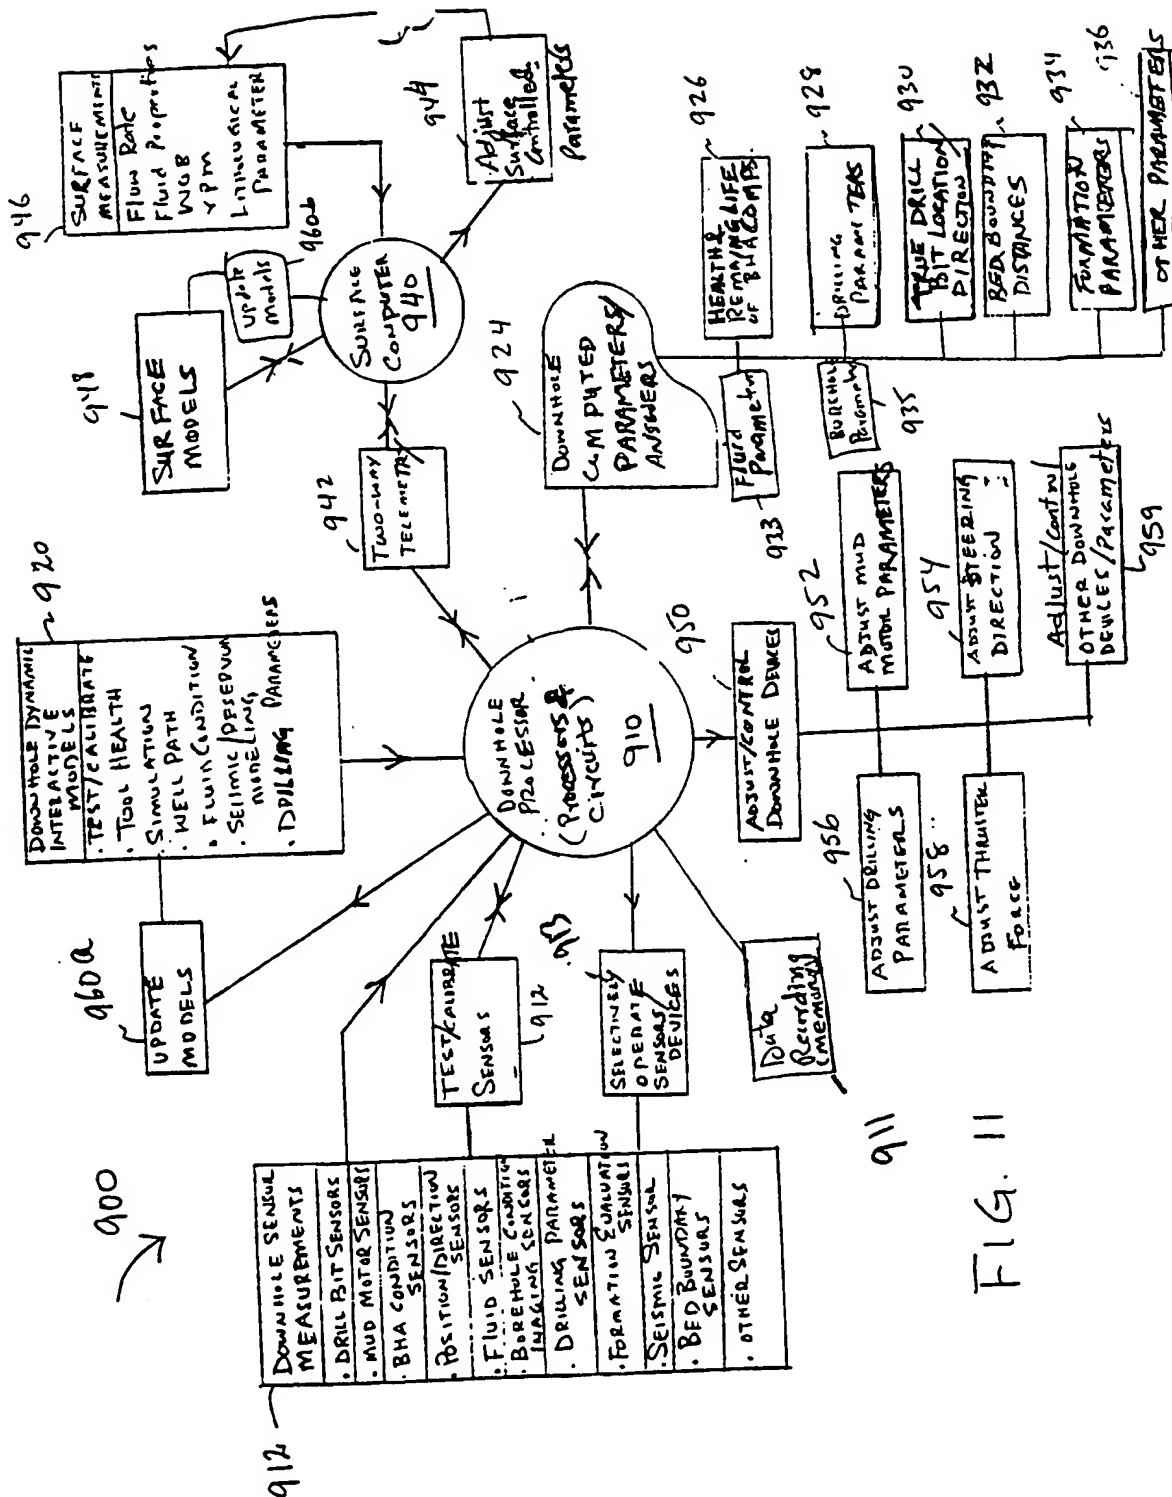 900
912
DOWNHOLE SENSOR
MEASUREMENTS
. DRILL BIT SENSORS
. MUD MOTOR SENSORS
. BHA CONDITION
SENSORS
. POSITION/DIRECTION
SENSORS
. FLUID SENSORS
. BOREHOLE CONDITION
IMAGING SENSORS
. DRILLING PARAMETER
SENSORS
. FORMATION EVALUATION
SENSORS
. SEISMIC SENSOR
. BED BOUNDARY
SENSORS
. OTHER SENSORS
960a
UPDATE
MODELS
TEST/CALIBRATE
SENSORS
912
913
SELECTIVELY
OPERATE
SENSORS/
DEVICES
Data
Recording
(memory)
911
920
DOWNHOLE DYNAMIC
INTERACTIVE
MODELS
. TEST/CALIBRATE
. TOOL HEALTH
. SIMULATIONS
. WELL PATH
. FLUID CONDITION
. SEISMIC/RESERVOIR
MODELING
. DRILLING PARAMETERS
DOWNHOLE
PROCESSOR
(Processors &
Circuits)
910
942
TWO-WAY
TELEMETRY
948
SURFACE
MODELS
update
models
960b
946
SURFACE
MEASUREMENTS
Flow Rate
Fluid Properties
WOB
rpm
PARAMETER
SURFACE
COMPUTER
940
944
Adjust
Surface
Controlled
Parameters
924
DOWNHOLE
COMPUTED
PARAMETERS/
ANSWERS
926
HEALTH &
REMAING LIFE
OF BHA COMPS.
933
Fluid
Parameters
928
DRILLING
PARAMETERS
BOREHOLE
Parameters
935
930
TRUE DRILL
BIT LOCATION/
DIRECTION
932
BED BOUNDARY
DISTANCES
934
FORMATION
PARAMETERS
936
OTHER PARAMETERS
950
ADJUST/CONTROL
DOWNHOLE DEVICES
952
ADJUST MUD
MOTOR PARAMETERS
954
ADJUST STEERING
DIRECTION
956
ADJUST DRILLING
PARAMETERS
958
ADJUST THRUSTER
FORCE
Adjust/control
OTHER DOWNHOLE
DEVICES/Parameters
959
FIG. 11